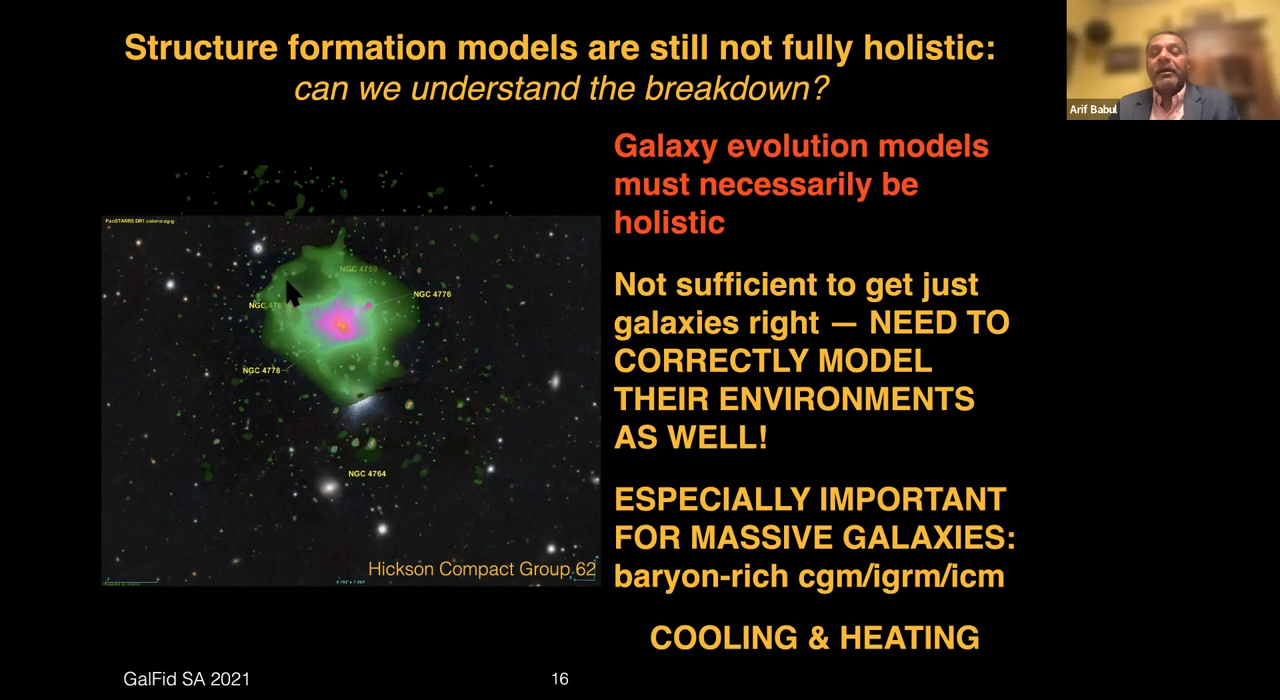 Structure formation models are still not fully holistic:
can we understand the breakdown?
Arif Babul
Galaxy evolution models
must necessarily be
holistic
Not sufficient to get just
galaxies right — NEED TO
CORRECTLY MODEL
THEIR ENVIRONMENTS
AS WELL!
ESPECIALLY IMPORTANT
FOR MASSIVE GALAXIES:
baryon-rich cgm/igrm/icm
COOLING & HEATING
NGC 4759
NGC 4776
NGC 4778
NGC 4764
Hickson Compact Group 62
GalFid SA 2021
16